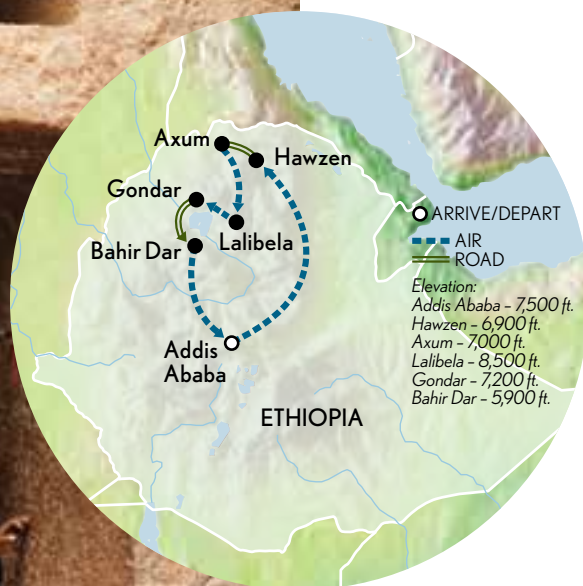 Axum
Hawzen
Gondar
Lalibela
Bahir Dar
Addis
Ababa
ETHIOPIA
ARRIVE/DEPART
AIR
ROAD
Elevation:
Addis Ababa – 7,500 ft.
Hawzen – 6,900 ft.
Axum – 7,000 ft.
Lalibela – 8,500 ft.
Gondar – 7,200 ft.
Bahir Dar – 5,900 ft.